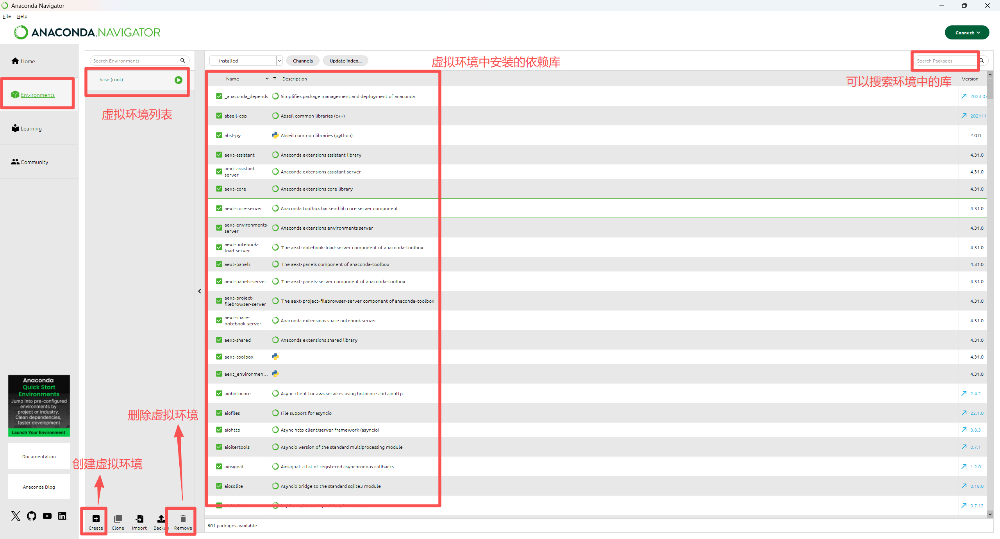 Anaconda Navigator
File Help
ANACONDA.NAVIGATOR
Connect
Home
Environments
Learning
Community
Anaconda
Quick Start
Environments
Jump into pre-configured
environments by
project or industry.
Clean dependencies,
faster development
Launch Your Environment
Documentation
Anaconda Blog
Search Environments
base (root)
虚拟环境列表
删除虚拟环境
创建虚拟环境
Create Clone Import Backup Remove
Installed Channels Update index...
虚拟环境中安装的依赖库
Search Packages
可以搜索环境中的库
Name T Description Version
_anaconda_depends Simplifies package management and deployment of anaconda 2023.07
abseil-cpp Abseil common libraries (c++) 202111
absl-py Abseil common libraries (python) 2.0.0
aext-assistant Anaconda extensions assistant library 4.31.0
aext-assistant-
server Anaconda extensions assistant server 4.31.0
aext-core Anaconda extensions core library 4.31.0
aext-core-server Anaconda toolbox backend lib core server component 4.31.0
aext-environments-
server Anaconda extensions environments server 4.31.0
aext-notebook-
load-server The aext-notebook-load-server component of anaconda-toolbox 4.31.0
aext-panels The aext-panels component of anaconda-toolbox 4.31.0
aext-panels-server The aext-panels-server component of anaconda-toolbox 4.31.0
aext-project-
filebrowser-server The aext-project-filebrowser-server component of anaconda-toolbox 4.31.0
aext-share-
notebook-server Anaconda extensions share notebook server 4.31.0
aext-shared Anaconda extensions shared library 4.31.0
aext-toolbox 4.31.0
aext_environmen... 4.31.0
aiobotocore Async client for aws services using botocore and aiohttp 2.4.2
aiofiles File support for asyncio 22.1.0
aiohttp Async http client/server framework (asyncio) 3.8.3
aioitertools Asyncio version of the standard multiprocessing module 0.7.1
aiosignal Aiosignal: a list of registered asynchronous callbacks 1.2.0
aiosqlite Asyncio bridge to the standard sqlite3 module 0.18.0
0.7.12
601 packages available